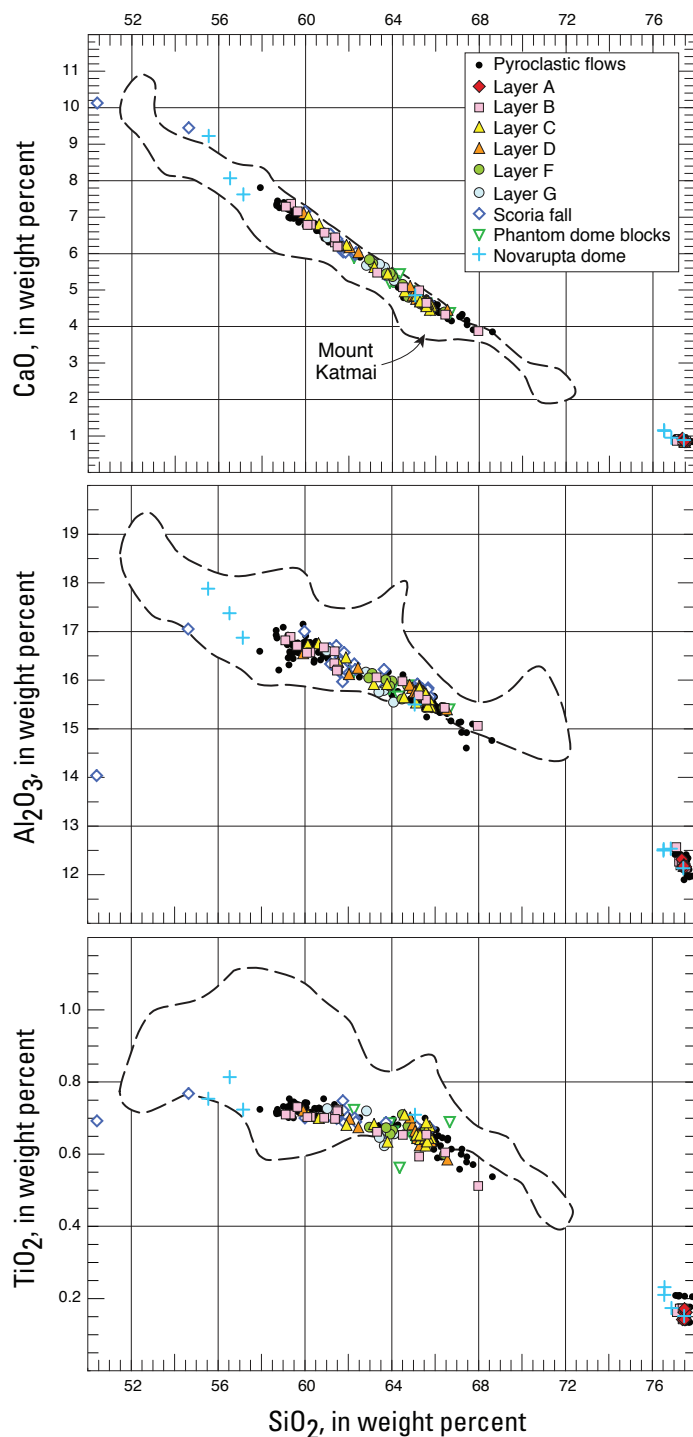 52 56 60 64 68 72 76
11
10
9
8
7
6
5
4
3
2
1
CaO, in weight percent
Pyroclastic flows
Layer A
Layer B
Layer C
Layer D
Layer F
Layer G
Scoria fall
Phantom dome blocks
Novarupta dome
Mount
Katmai
19
18
17
16
15
14
13
12
Al₂O₃, in weight percent
1.0
0.8
0.6
0.4
0.2
TiO₂, in weight percent
52 56 60 64 68 72 76
SiO₂, in weight percent